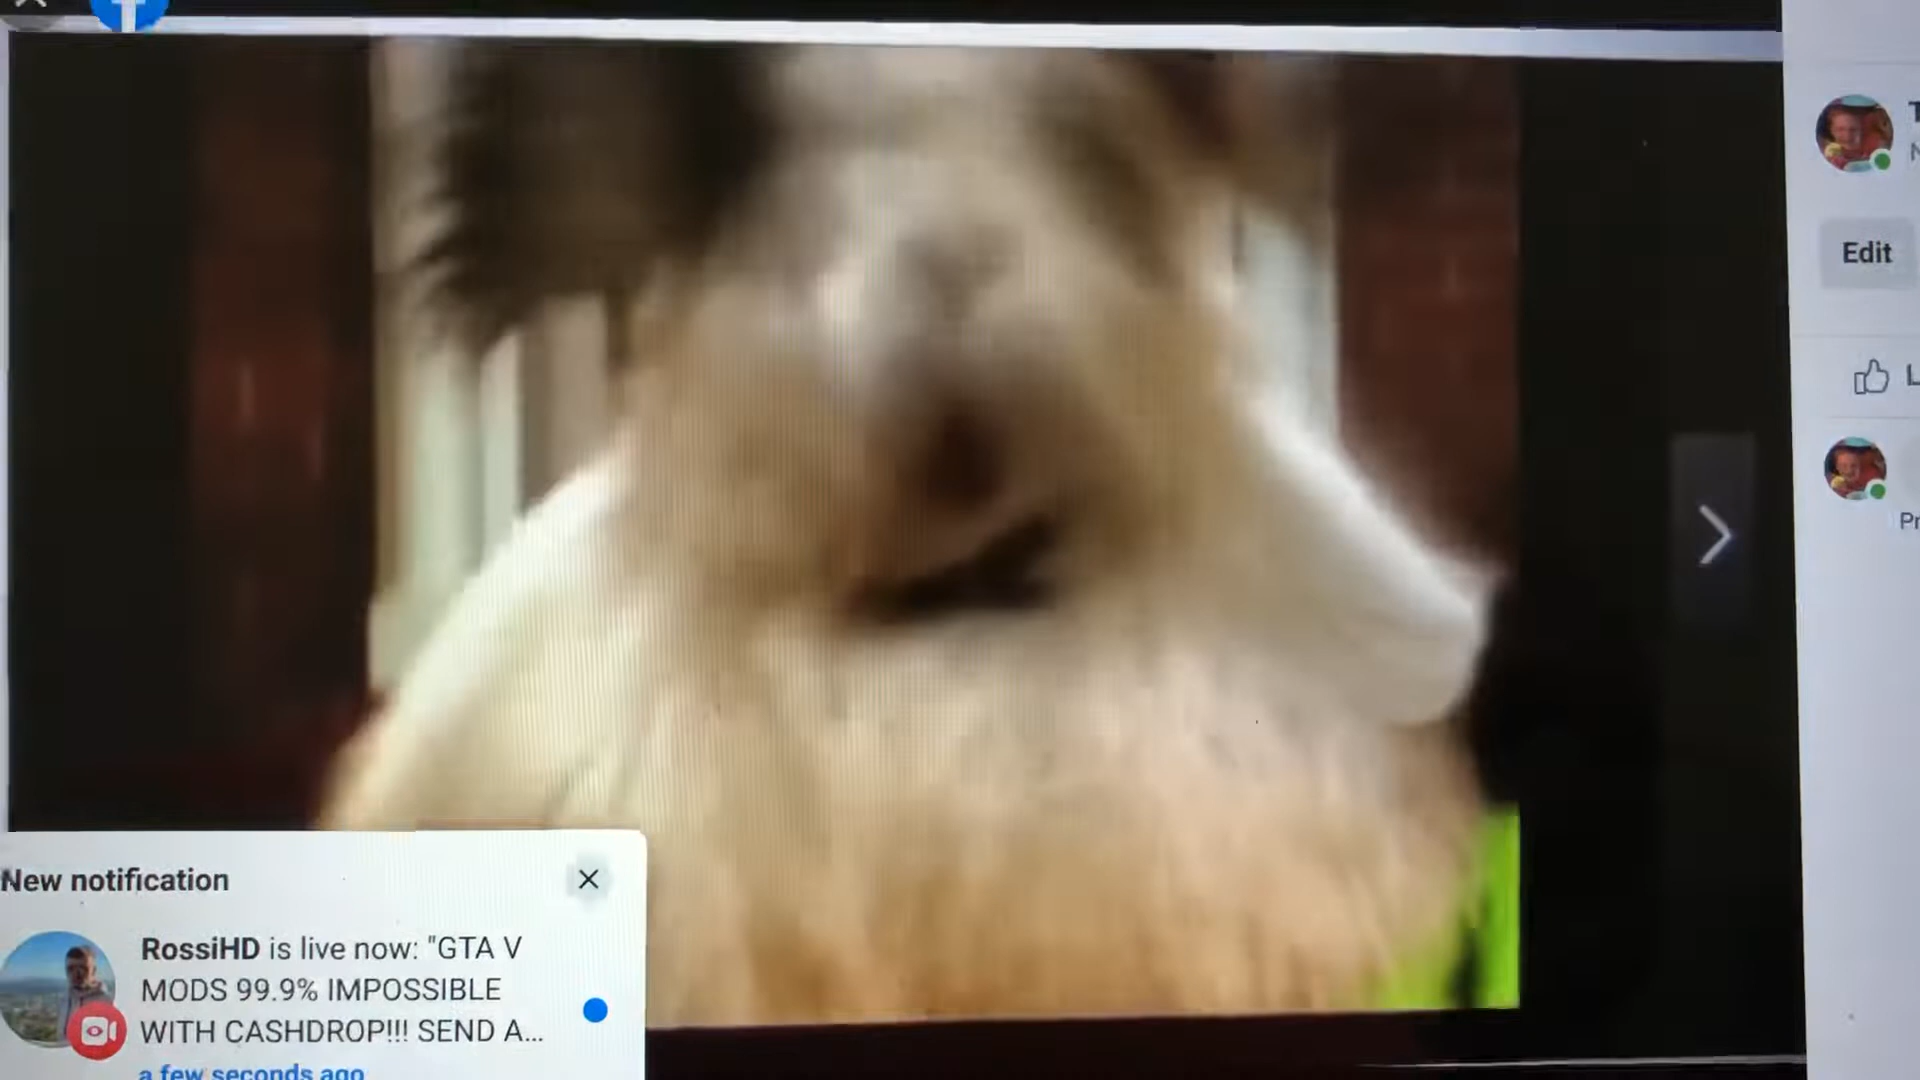 Edit
New notification
RossiHD is live now: "GTA V
MODS 99.9% IMPOSSIBLE
WITH CASHDROP!!! SEND A...
a few seconds ago